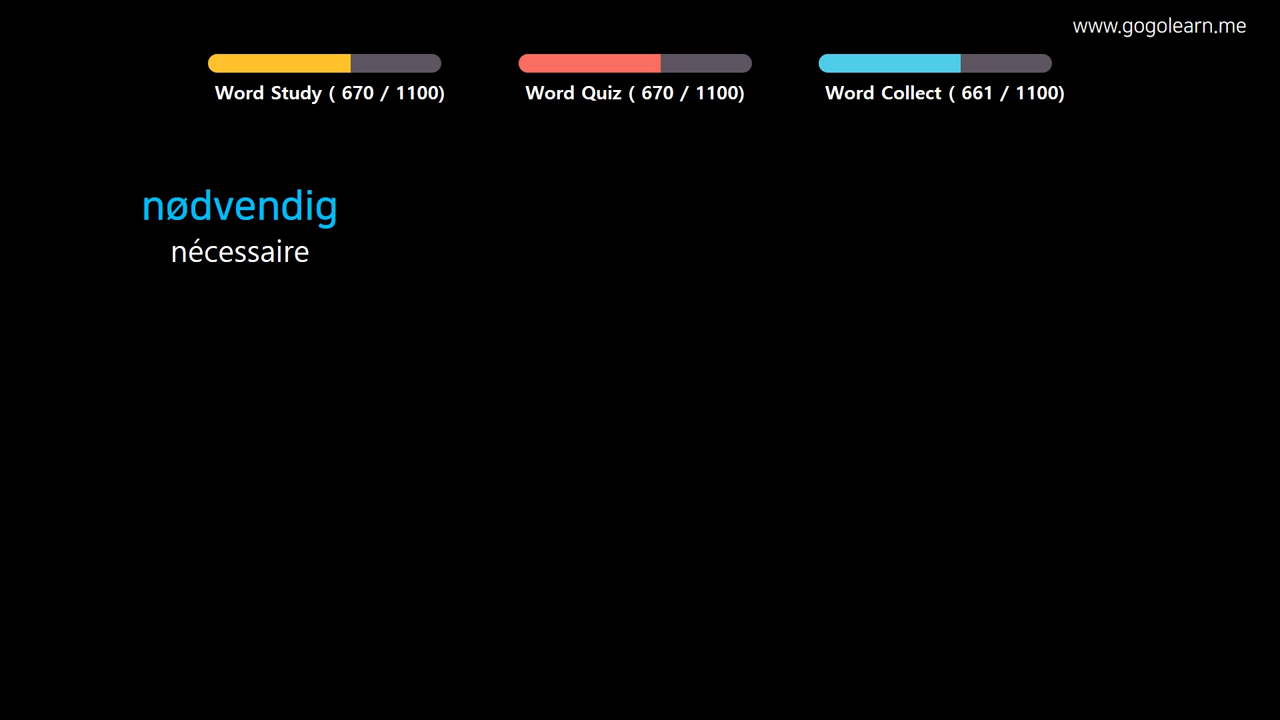 www.gogolearn.me
Word Study ( 670 / 1100)
Word Quiz ( 670 / 1100)
Word Collect ( 661 / 1100)
nødvendig
nécessaire